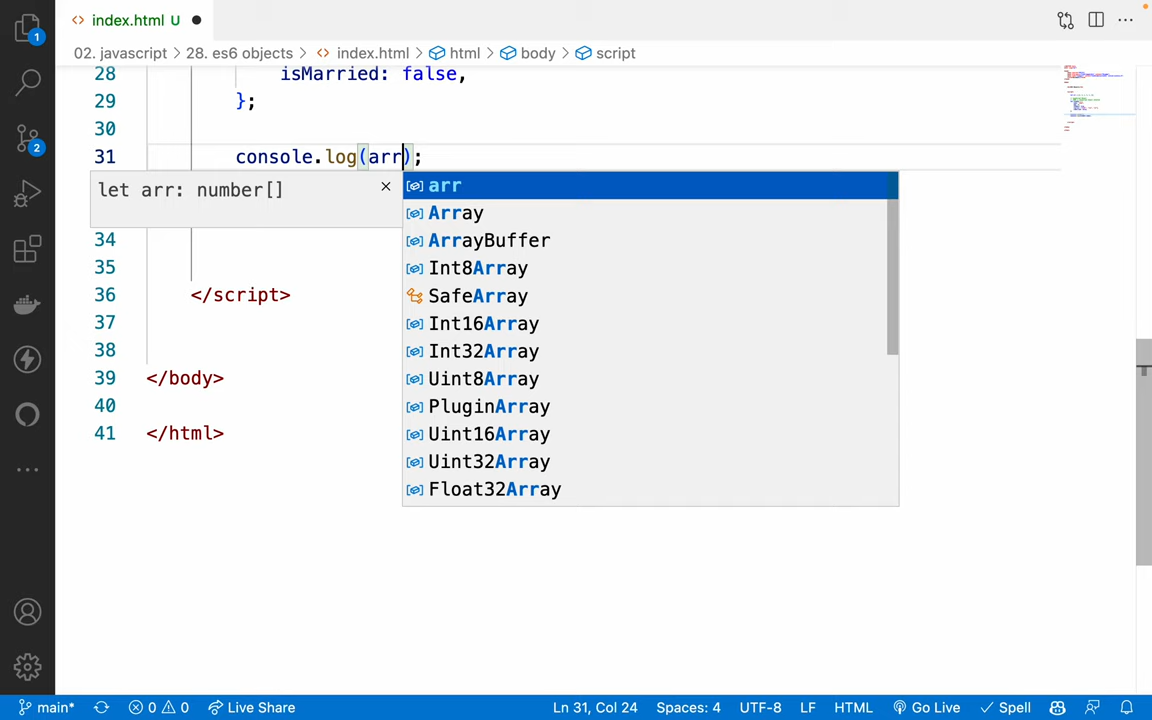 index.html U
1
02. javascript > 28. es6 objects > index.html > html > body > script
28 isMarried: false,
29 };
30
31 console.log(arr);
let arr: number[]
arr
Array
ArrayBuffer
Int8Array
SafeArray
Int16Array
Int32Array
Uint8Array
PluginArray
Uint16Array
Uint32Array
Float32Array
2
34
35
36 </script>
37
38
39 </body>
40
41 </html>
main* 0 0 Live Share Ln 31, Col 24 Spaces: 4 UTF-8 LF HTML Go Live Spell